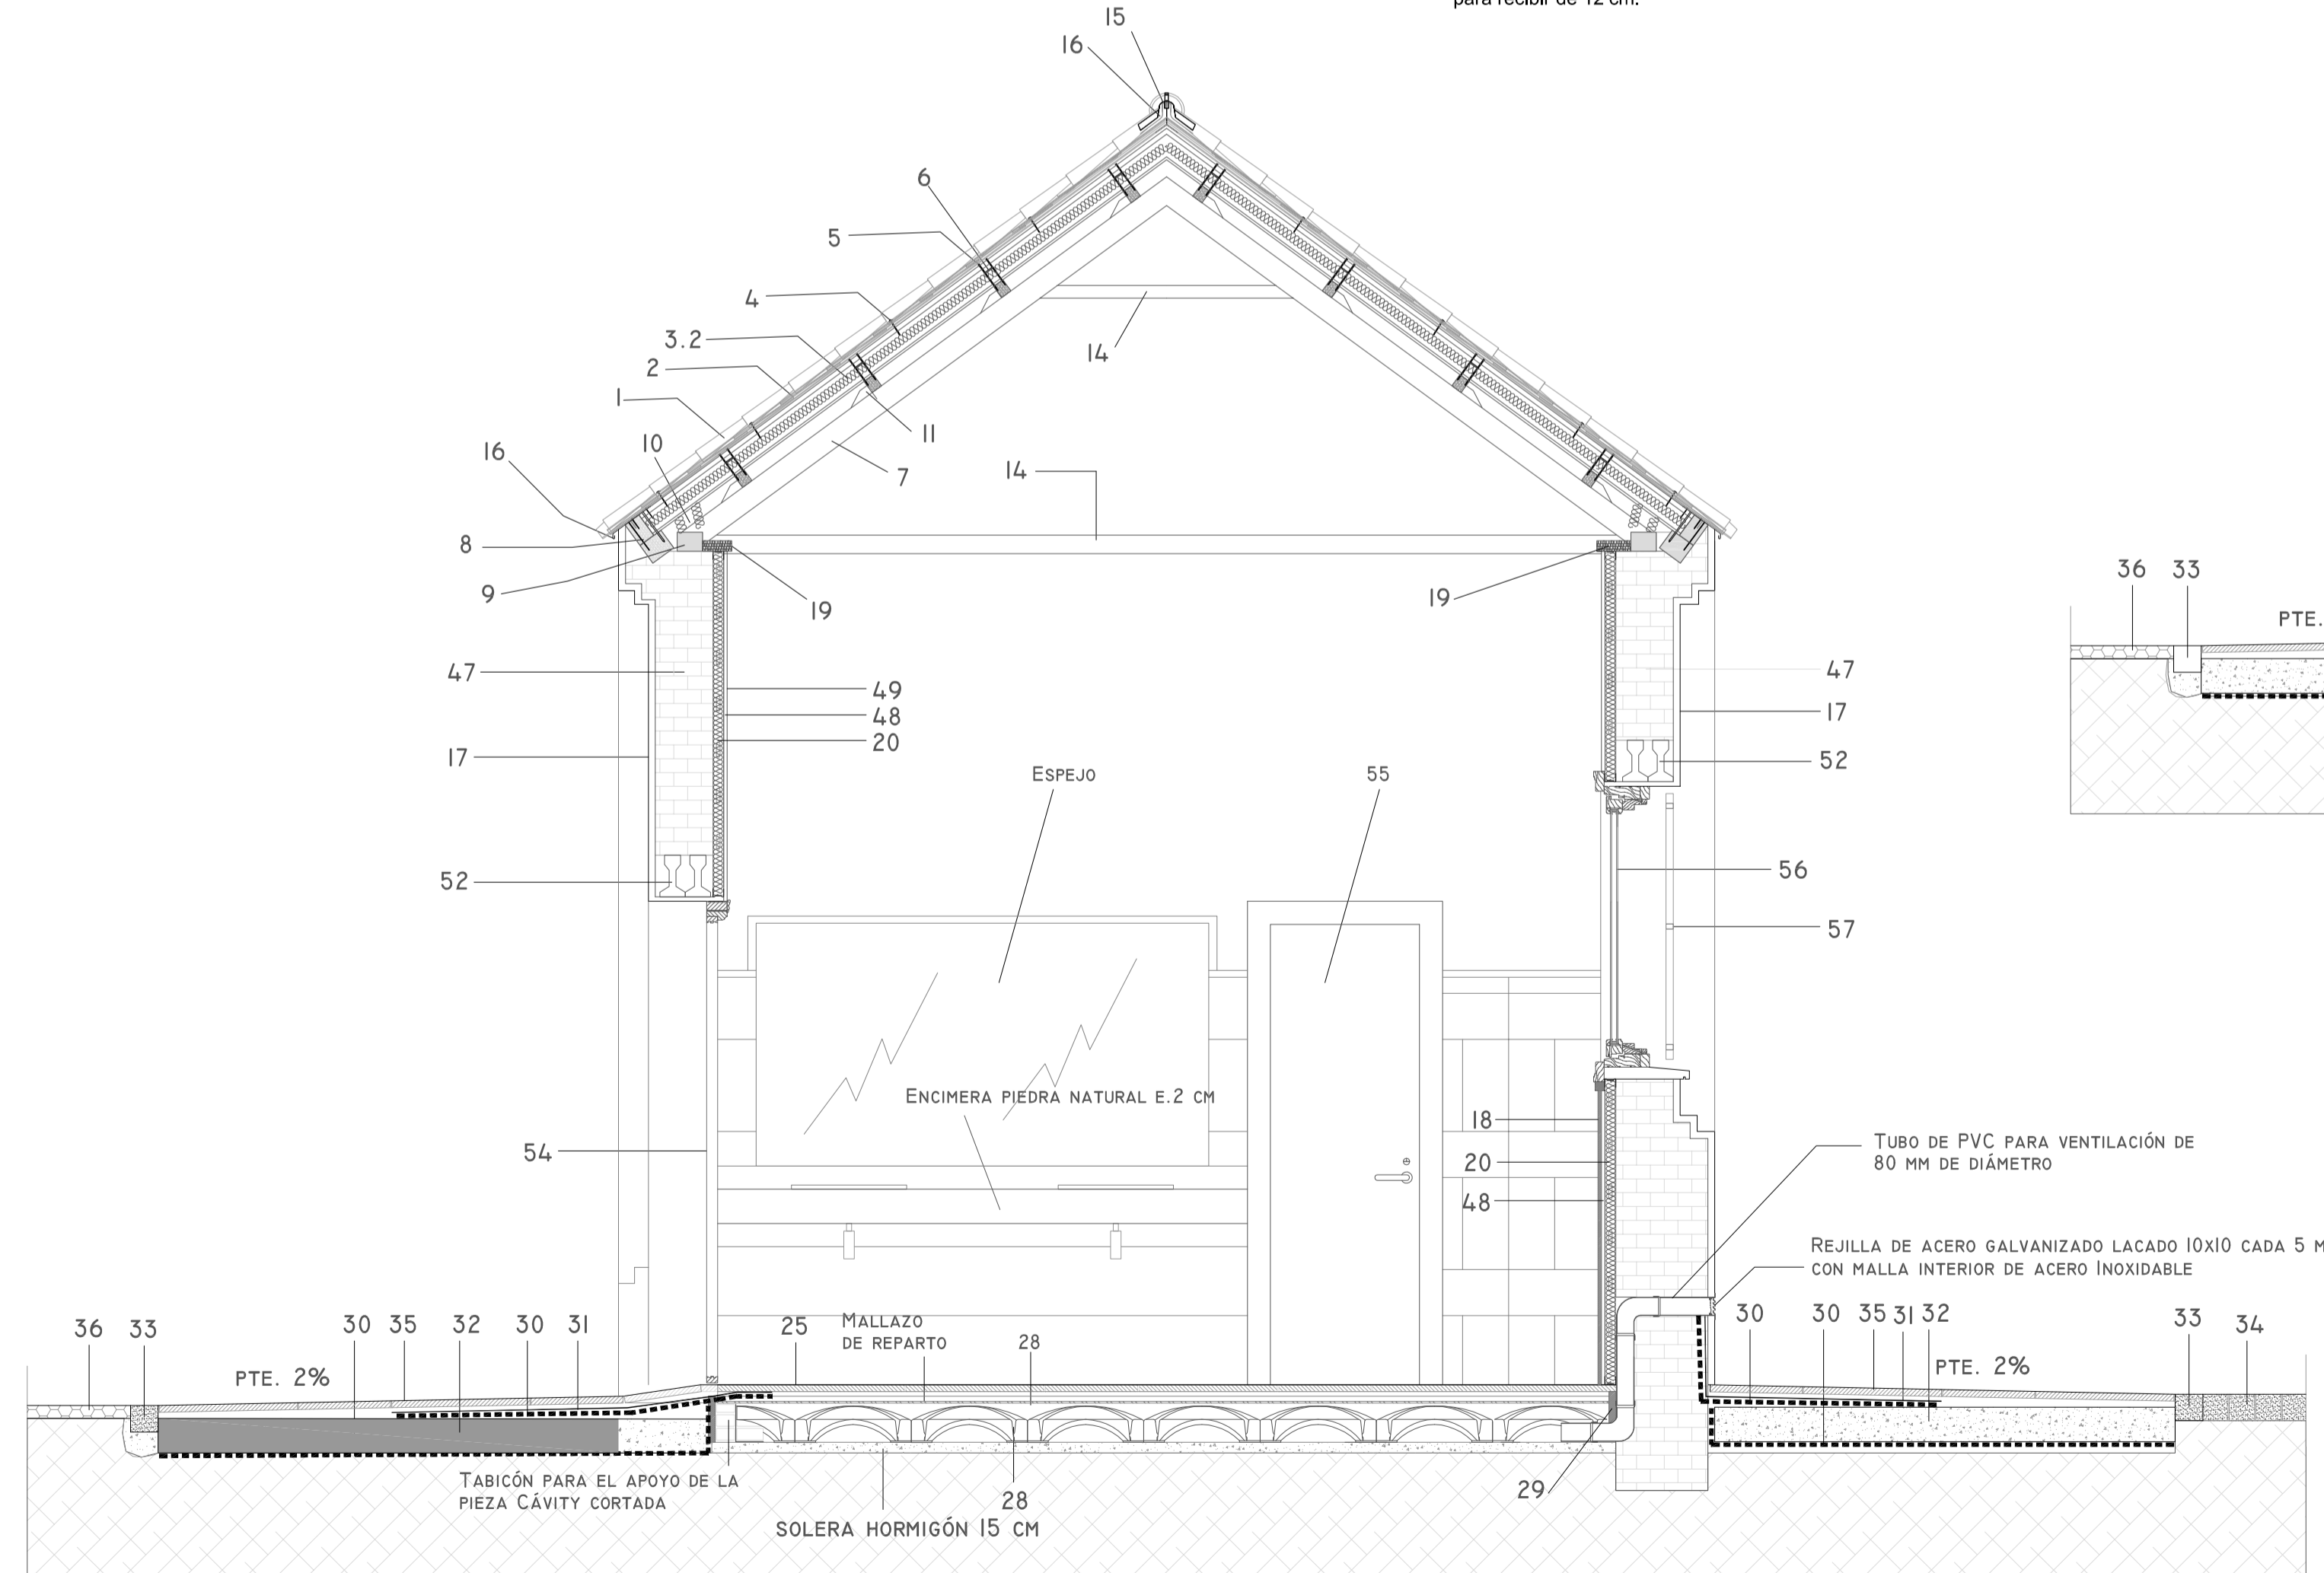 para recibir de 12 cm.
15
16
6
5
4
3.2
2
1
10
16
11
7
14
14
8
9
19
19
36 33
PTE.
47
49
48
20
47
17
52
17
ESPEJO
55
52
56
57
ENCIMERA PIEDRA NATURAL E.2 CM
54
18
20
48
TUBO DE PVC PARA VENTILACIÓN DE
80 MM DE DIÁMETRO
REJILLA DE ACERO GALVANIZADO LACADO 10X10 CADA 5 M
CON MALLA INTERIOR DE ACERO INOXIDABLE
36 33
30 35 32 30 31
25
MALLAZO
DE REPARTO
28
30 30 35 31 32
33 34
PTE. 2%
PTE. 2%
TABICÓN PARA EL APOYO DE LA
PIEZA CÁVITY CORTADA
28
29
SOLERA HORMIGÓN 15 CM